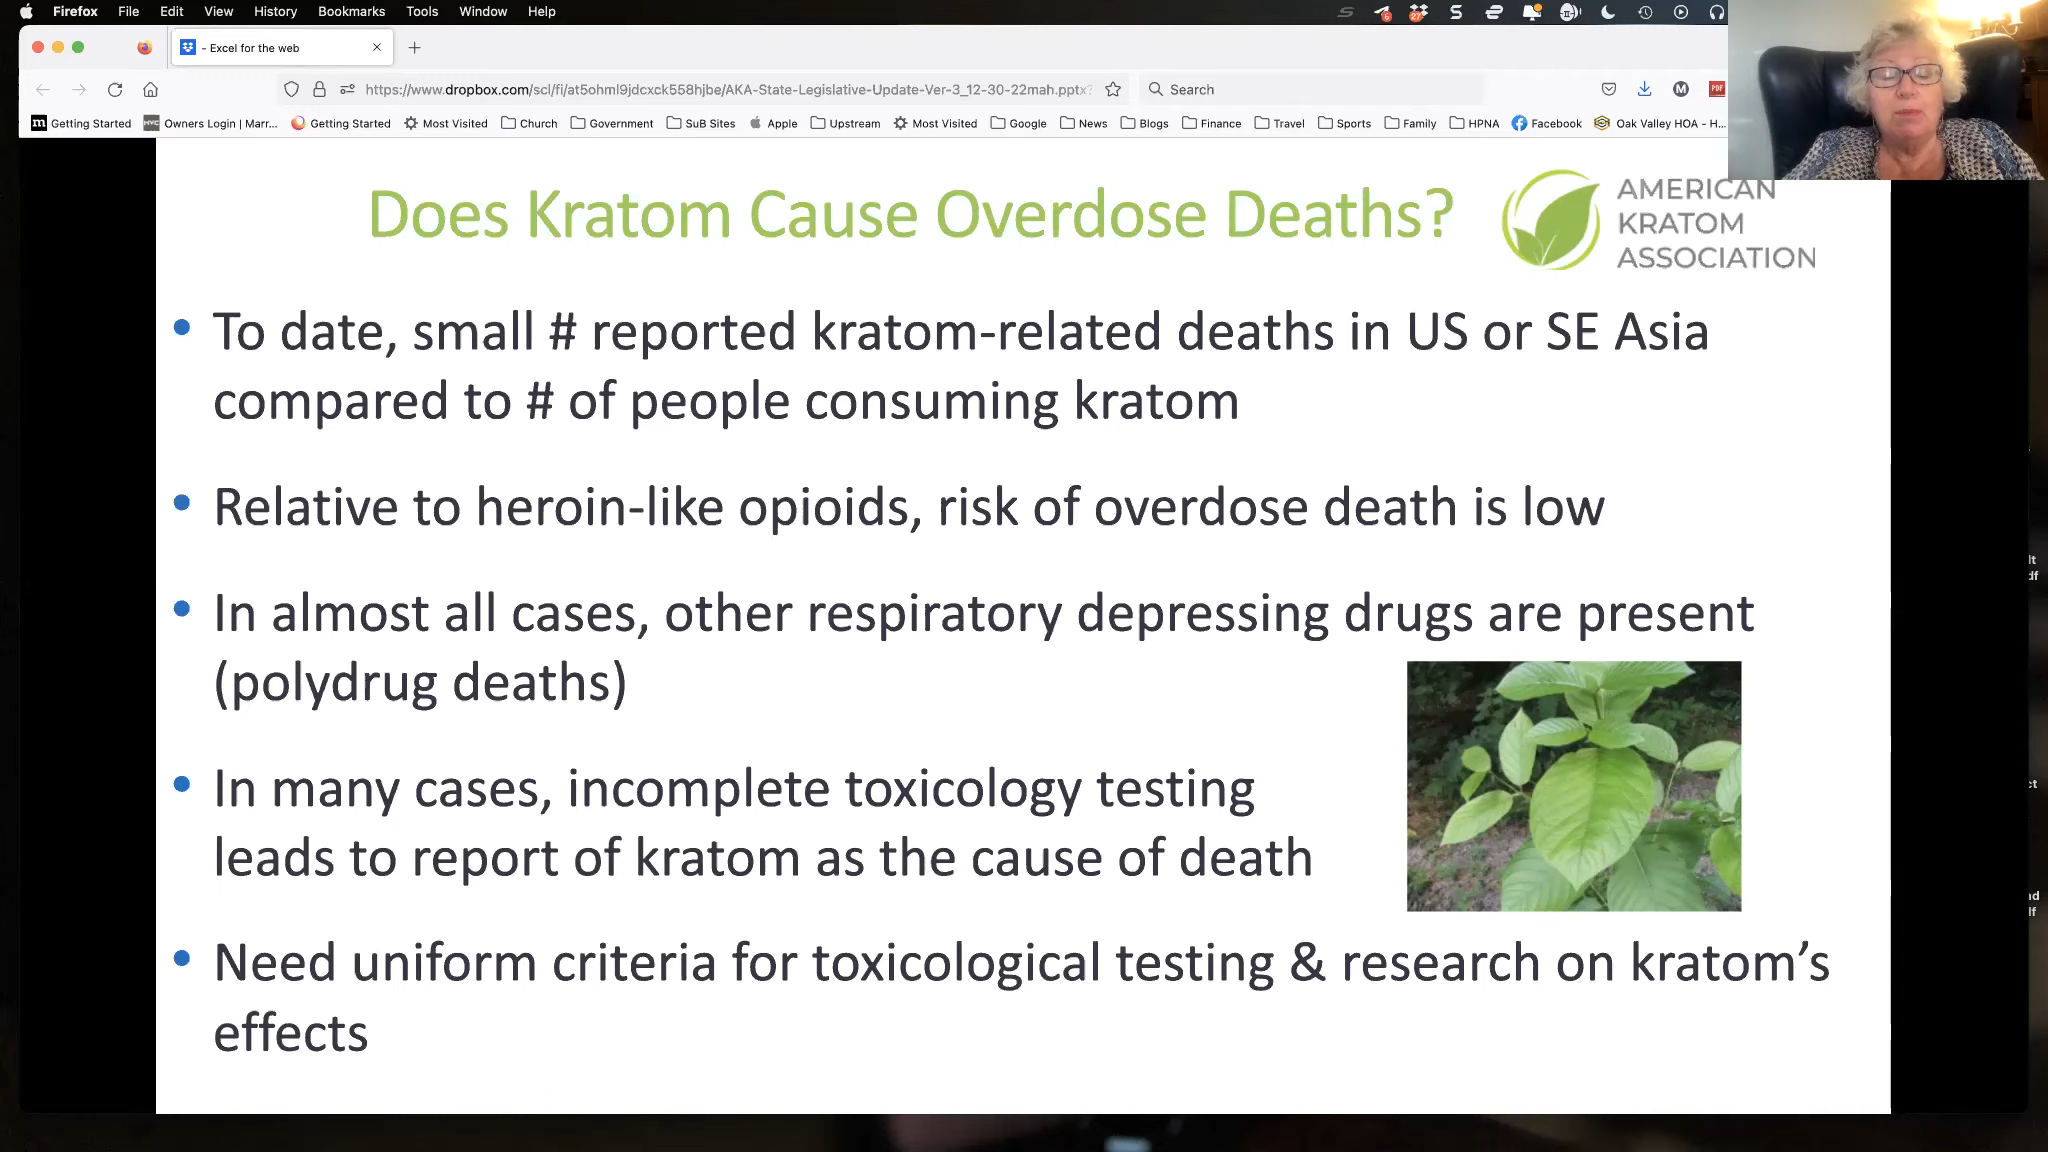 Firefox File Edit View History Bookmarks Tools Window Help
6
27
- Excel for the web
https://www.dropbox.com/scl/fi/at5ohml9jdcxck558hjbe/AKA-State-Legislative-Update-Ver-3_12-30-22mah.pptx?
Search
M
PDF
m Getting Started
Owners Login | Marr...
Getting Started
Most Visited
Church
Government
SuB Sites
Apple
Upstream
Most Visited
Google
News
Blogs
Finance
Travel
Sports
Family
HPNA
Facebook
Oak Valley HOA - H...
Does Kratom Cause Overdose Deaths?
AMERICAN
KRATOM
ASSOCIATION
• To date, small # reported kratom-related deaths in US or SE Asia
compared to # of people consuming kratom
• Relative to heroin-like opioids, risk of overdose death is low
• In almost all cases, other respiratory depressing drugs are present
(polydrug deaths)
• In many cases, incomplete toxicology testing
leads to report of kratom as the cause of death
• Need uniform criteria for toxicological testing & research on kratom’s
effects